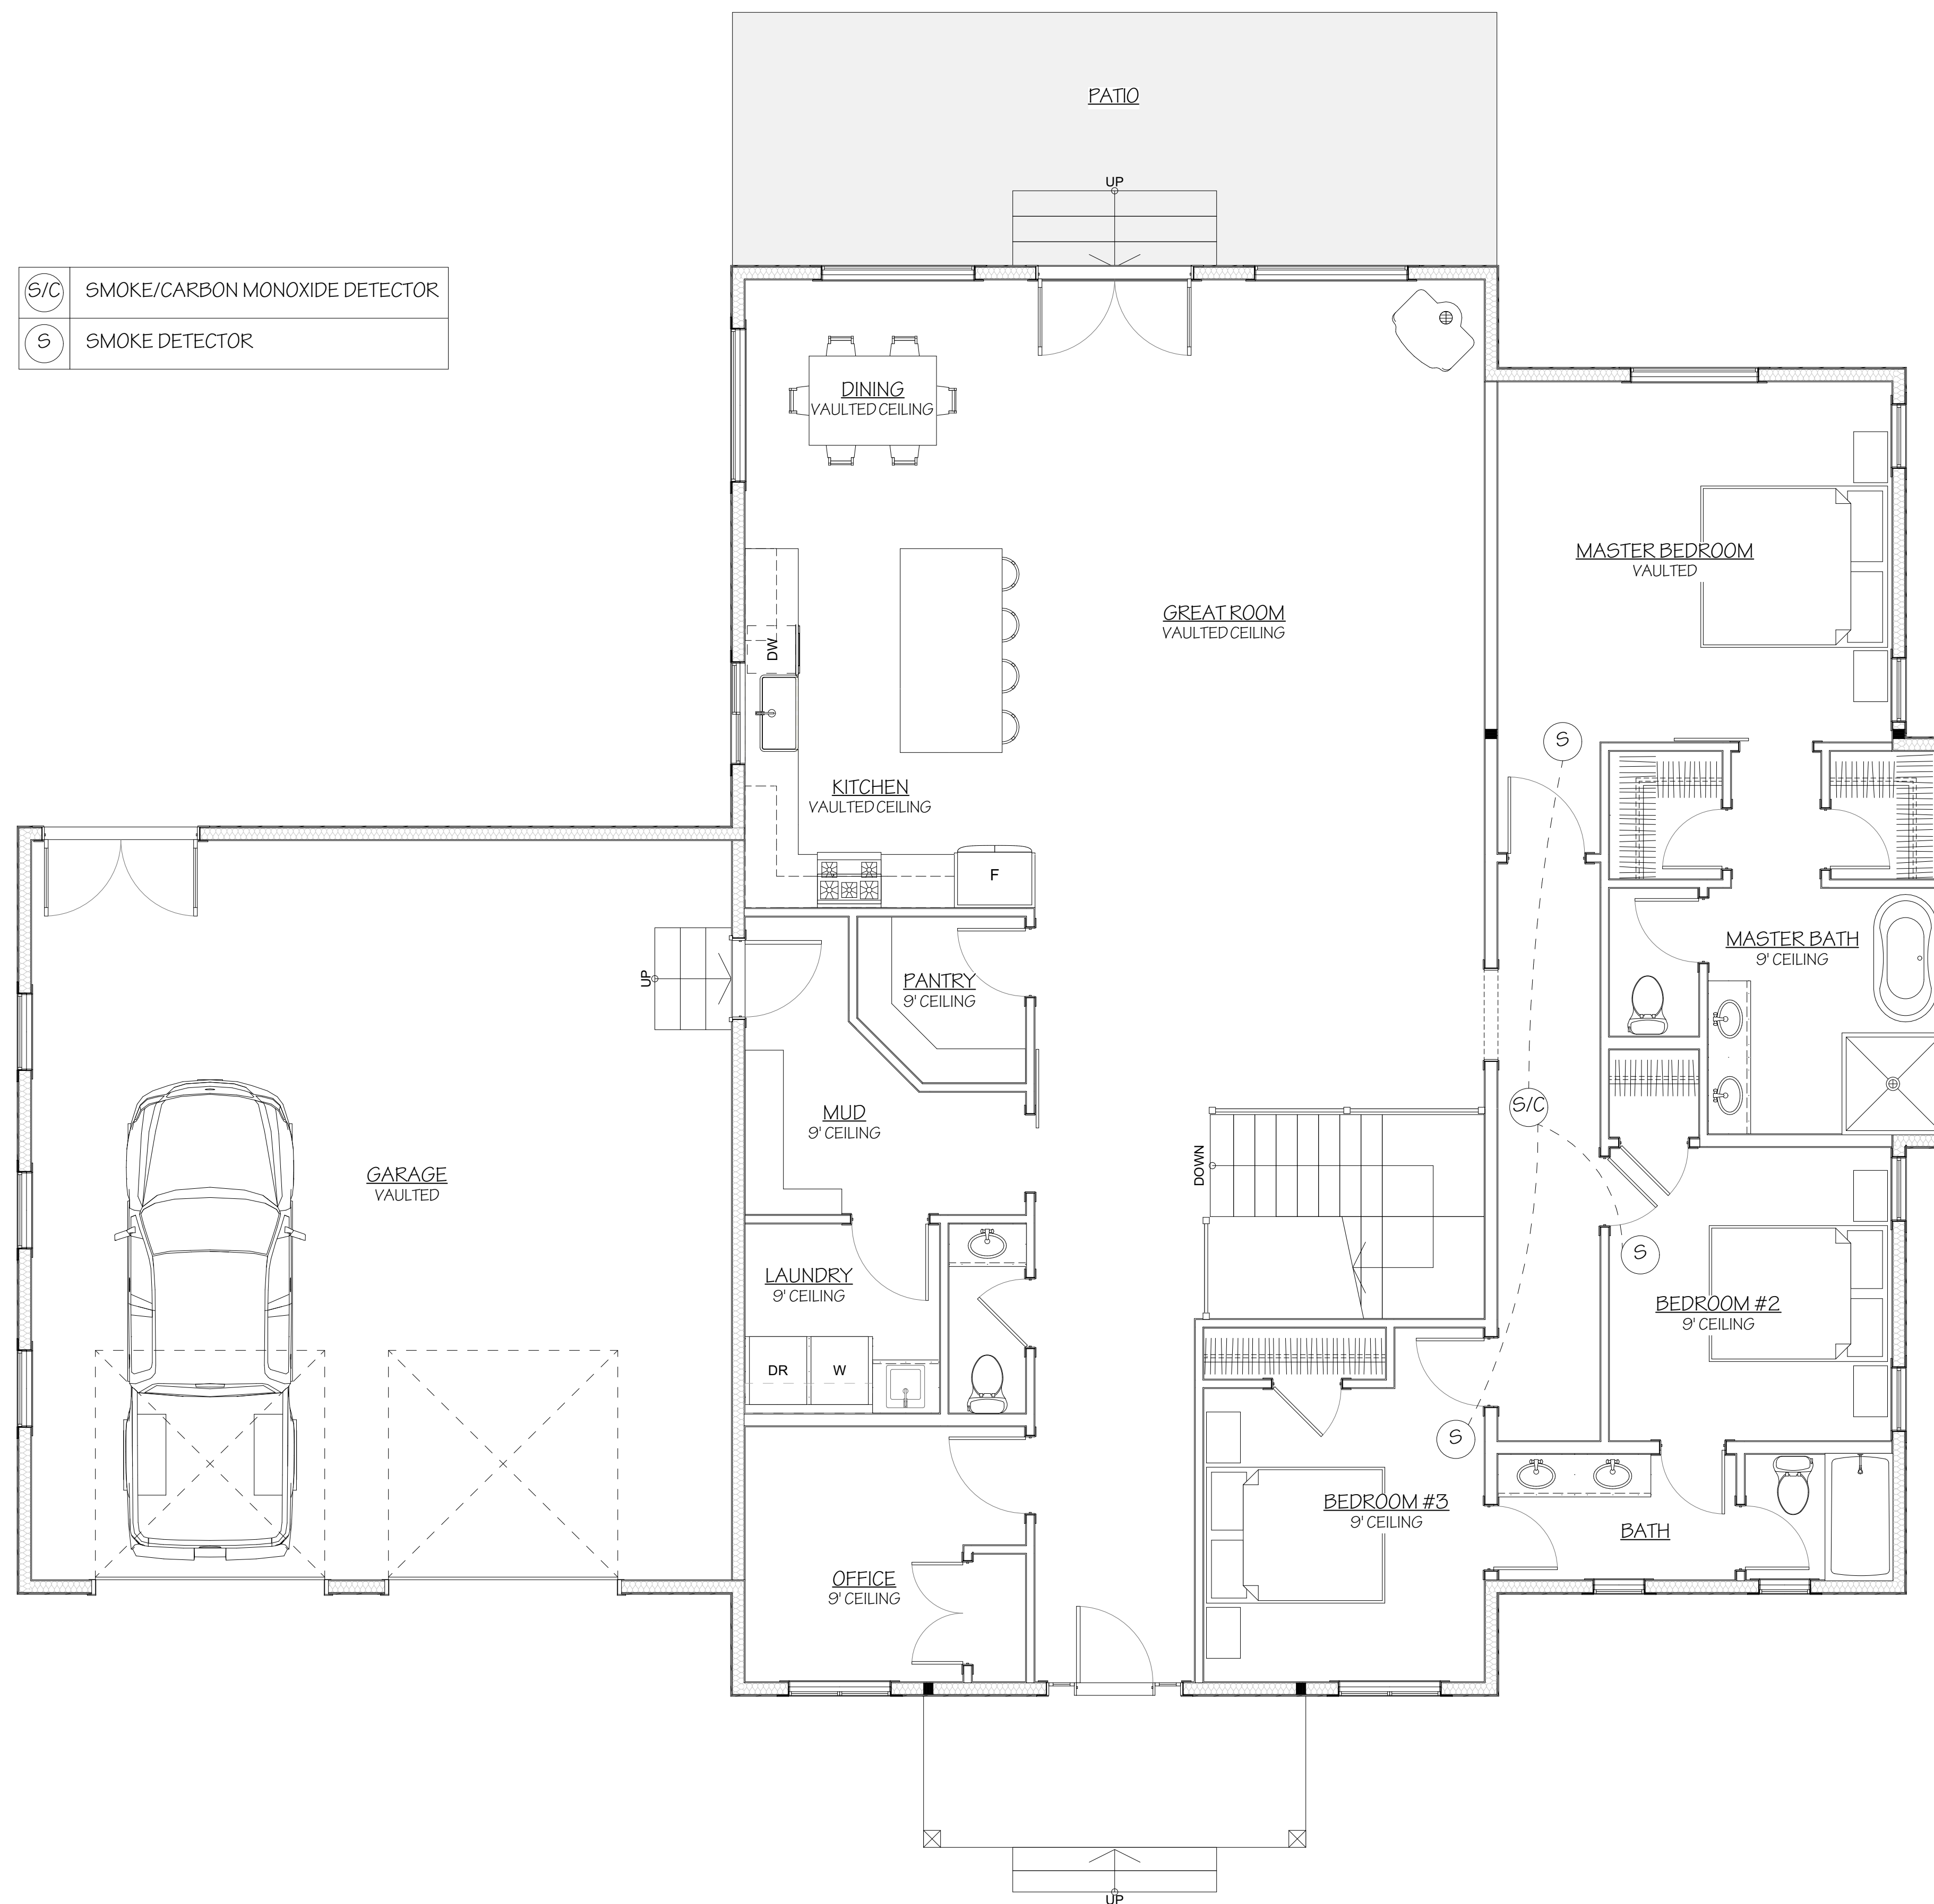 PATIO
UP
S/C SMOKE/CARBON MONOXIDE DETECTOR
S SMOKE DETECTOR
DINING
VAULTED CEILING
MASTER BEDROOM
VAULTED
GREAT ROOM
VAULTED CEILING
DW
S
KITCHEN
VAULTED CEILING
F
MASTER BATH
9' CEILING
UP
PANTRY
9' CEILING
S/C
MUD
9' CEILING
GARAGE
VAULTED
DOWN
S
LAUNDRY
9' CEILING
BEDROOM #2
9' CEILING
DR
W
S
BEDROOM #3
9' CEILING
BATH
OFFICE
9' CEILING
UP